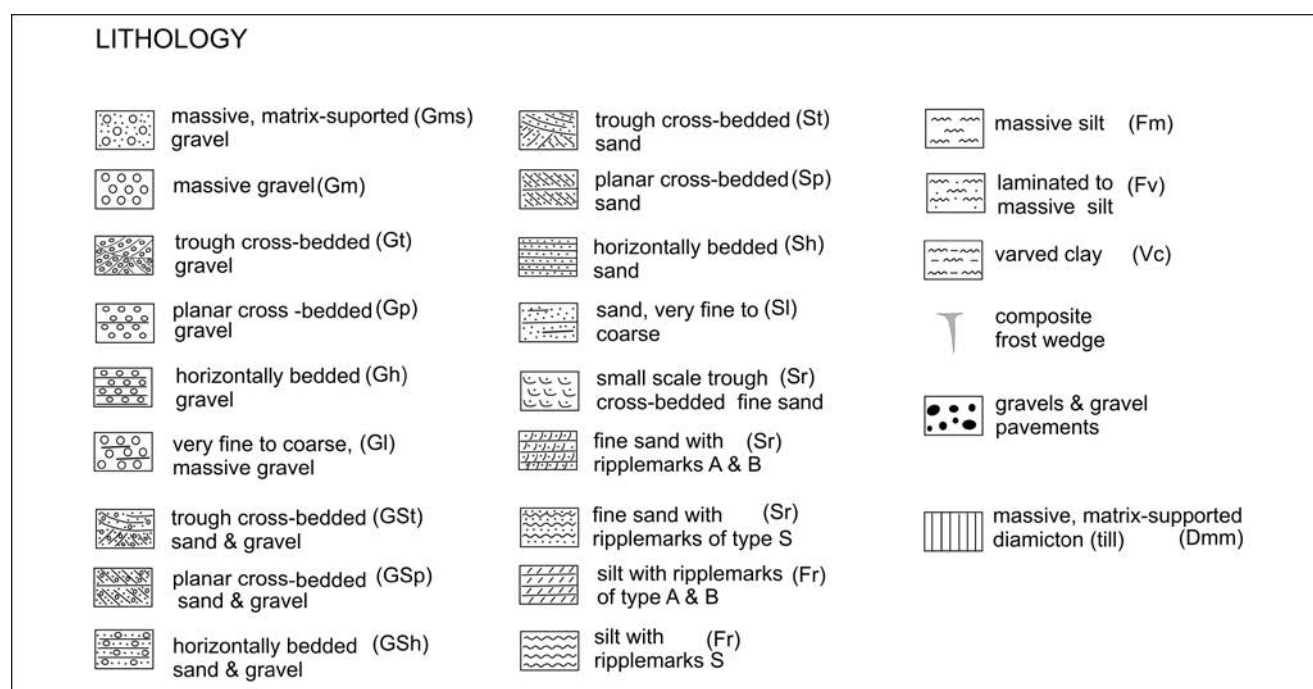 LITHOLOGY
massive, matrix-suported (Gms)
gravel
massive gravel(Gm)
trough cross-bedded (Gt)
gravel
planar cross -bedded (Gp)
gravel
horizontally bedded (Gh)
gravel
very fine to coarse, (Gl)
massive gravel
trough cross-bedded (GSt)
sand & gravel
planar cross-bedded (GSp)
sand & gravel
horizontally bedded (GSh)
sand & gravel
trough cross-bedded (St)
sand
planar cross-bedded (Sp)
sand
horizontally bedded (Sh)
sand
sand, very fine to (Sl)
coarse
small scale trough (Sr)
cross-bedded fine sand
fine sand with (Sr)
ripplemarks A & B
fine sand with (Sr)
ripplemarks of type S
silt with ripplemarks (Fr)
of type A & B
silt with (Fr)
ripplemarks S
massive silt (Fm)
laminated to (Fv)
massive silt
varved clay (Vc)
composite
frost wedge
gravels & gravel
pavements
massive, matrix-supported
diamicton (till) (Dmm)